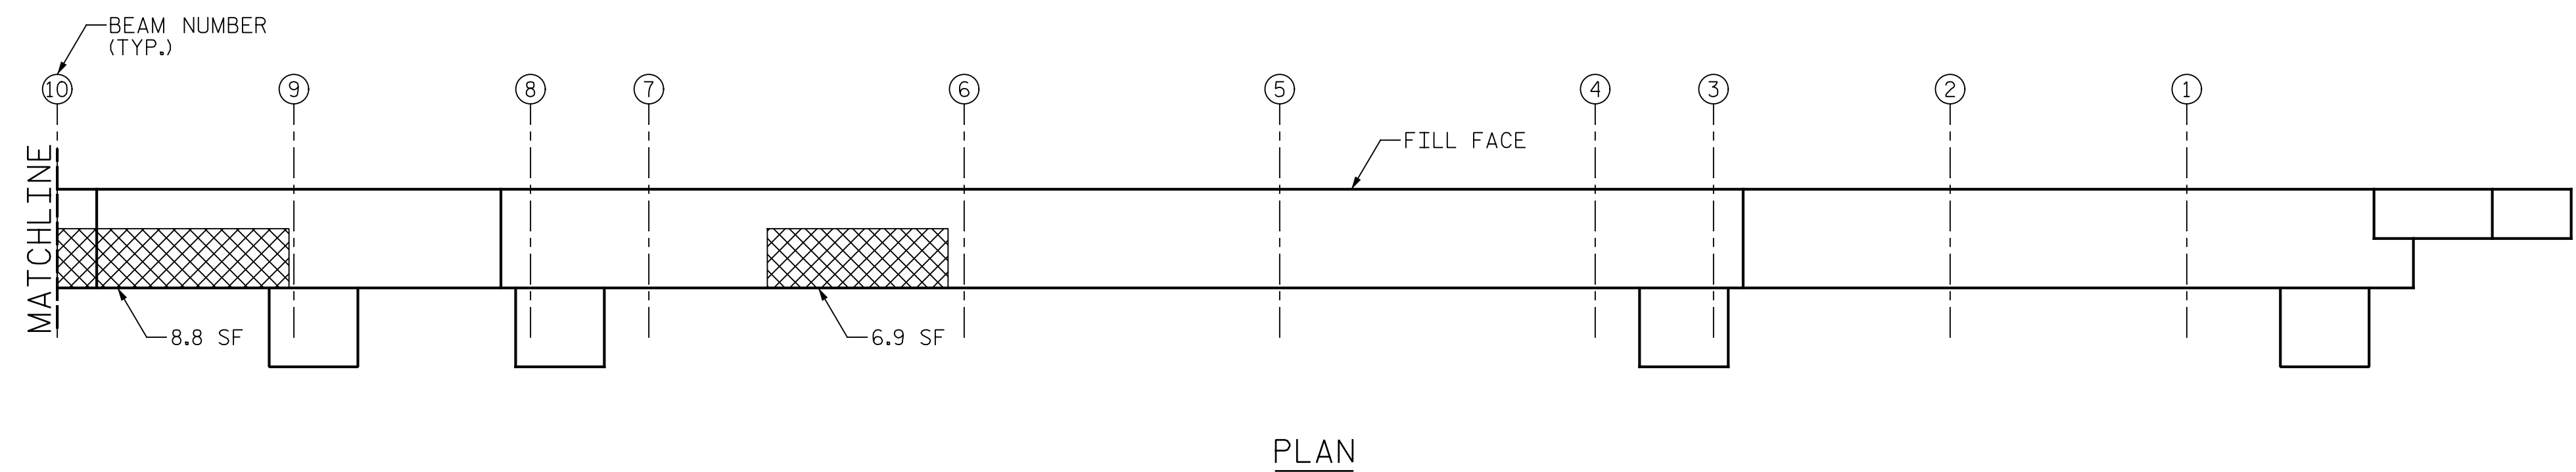 BEAM NUMBER
(TYP.)
10 9 8 7 6 5 4 3 2 1
FILL FACE
MATCHLINE
8.8 SF
6.9 SF
PLAN